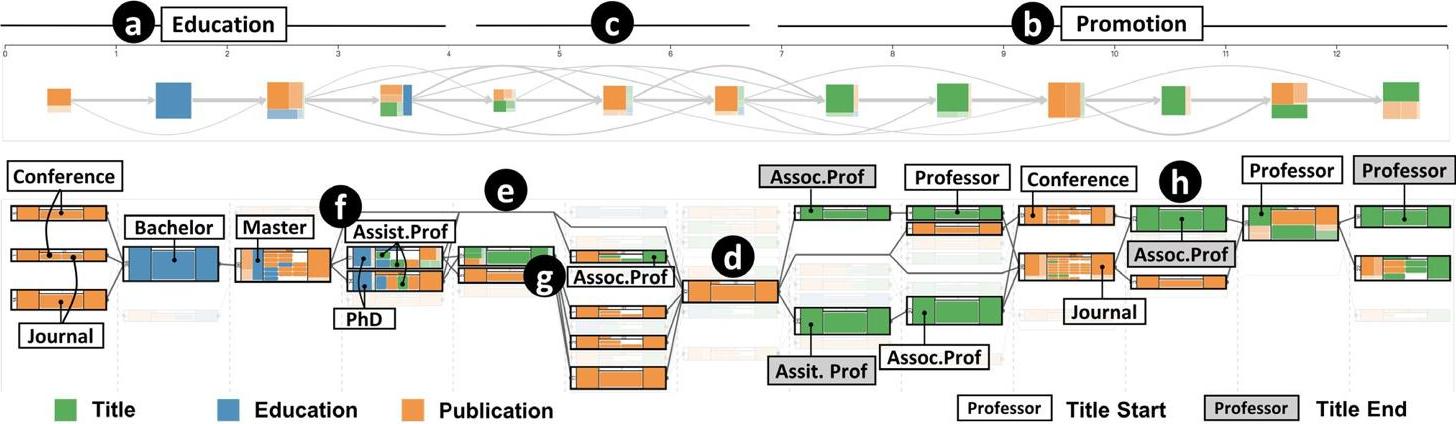 a Education c b Promotion
0 1 2 3 4 5 6 7 8 9 10 11 12
Conference
Bachelor
Master
f
Assist.Prof
e
g
Assoc.Prof
d
Assoc.Prof
Professor
Conference
h
Professor
Professor
Assoc.Prof
Journal
PhD
Journal
Assoc.Prof
Assit. Prof
Title Education Publication Professor Title Start Professor Title End